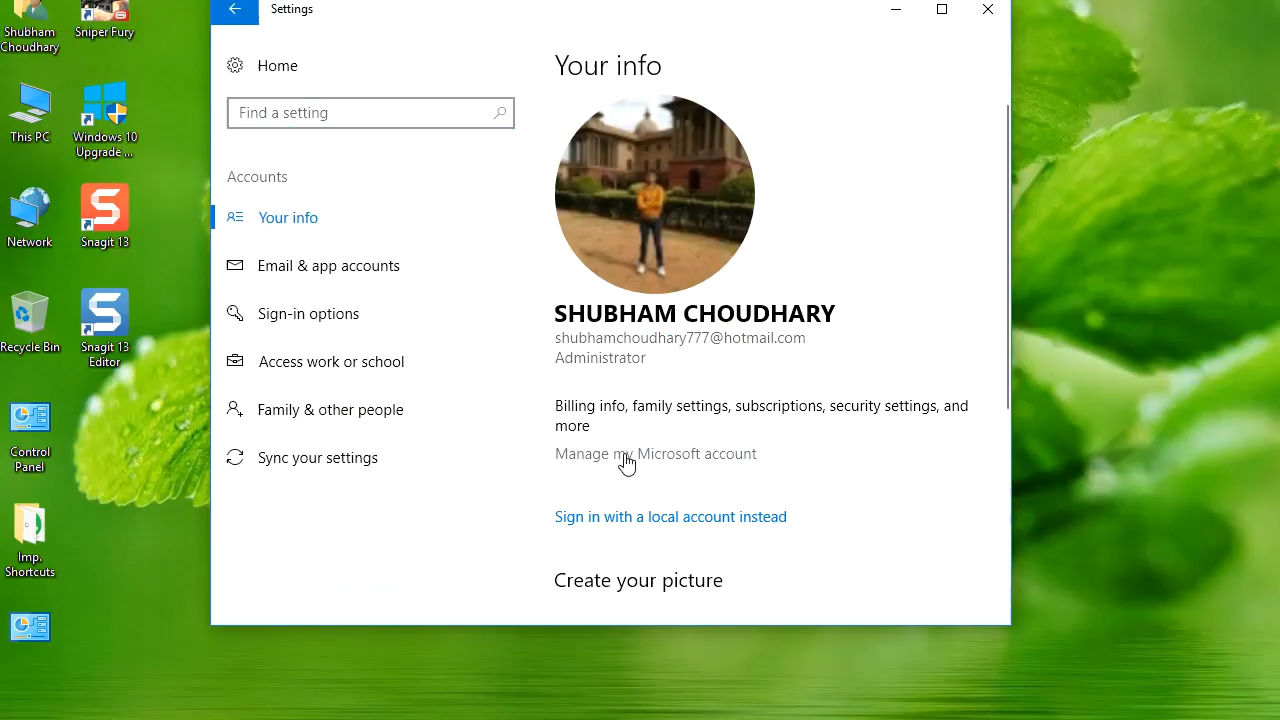 Shubham
Choudhary
Sniper Fury
This PC
Windows 10
Upgrade ...
Network
Snagit 13
Recycle Bin
Snagit 13
Editor
Control
Panel
Imp.
Shortcuts
Settings
Home
Find a setting
Accounts
Your info
Email & app accounts
Sign-in options
Access work or school
Family & other people
Sync your settings
Your info
SHUBHAM CHOUDHARY
shubhamchoudhary777@hotmail.com
Administrator
Billing info, family settings, subscriptions, security settings, and
more
Manage my Microsoft account
Sign in with a local account instead
Create your picture